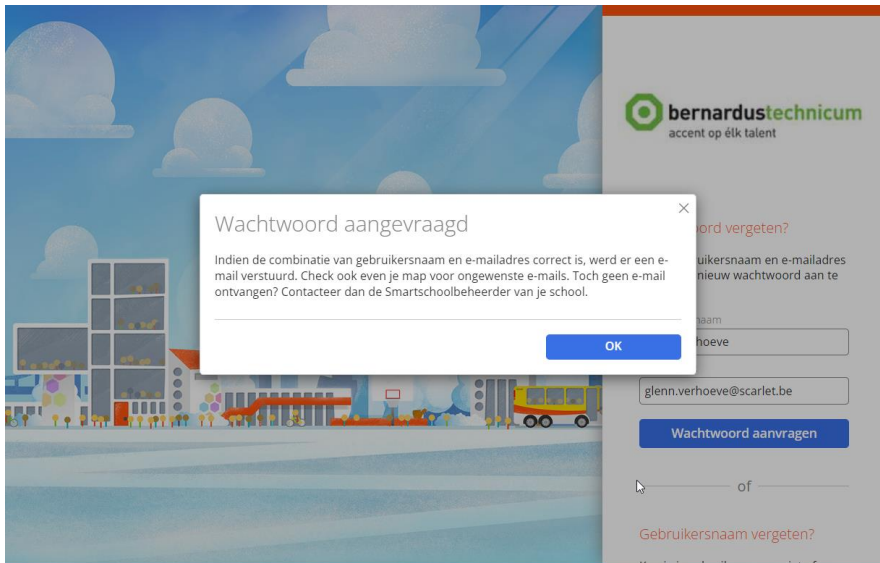 bernardustechnicum
accent op élk talent
Wachtwoord aangevraagd
Indien de combinatie van gebruikersnaam en e-mailadres correct is, werd er een e-
mail verstuurd. Check ook even je map voor ongewenste e-mails. Toch geen e-mail
ontvangen? Contacteer dan de Smartschoolbeheerder van je school.
OK
oord vergeten?
uikersnaam en e-mailadres
nieuw wachtwoord aan te
naam
hoeve
glenn.verhoeve@scarlet.be
Wachtwoord aanvragen
of
Gebruikersnaam vergeten?